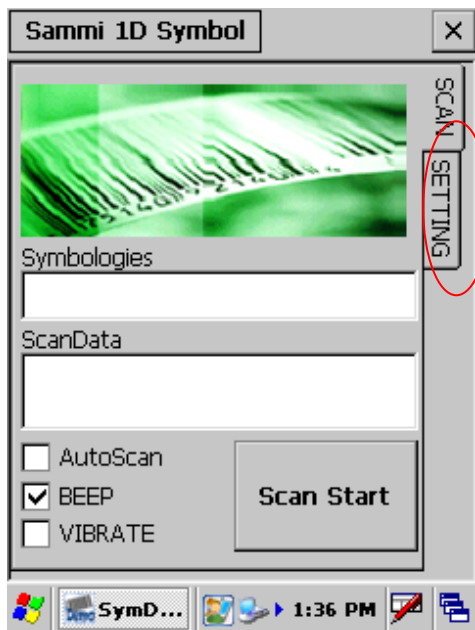 Sammi 1D Symbol
SCAN
SETTING
Symbologies
ScanData
AutoScan
BEEP
VIBRATE
Scan Start
SymD...
1:36 PM